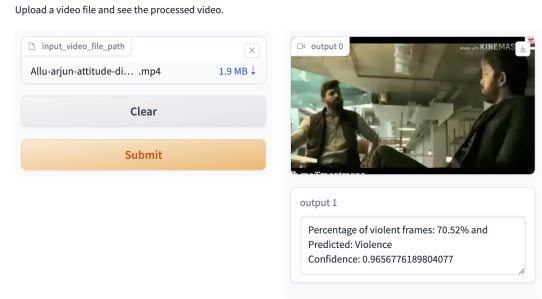 Upload a video file and see the processed video.
input_video_file_path
Allu-arjun-attitude-di... .mp4
1.9 MB ↓
Clear
Submit
output 0
Made with KINEMAS
output 1
Percentage of violent frames: 70.52% and
Predicted: Violence
Confidence: 0.9656776189804077